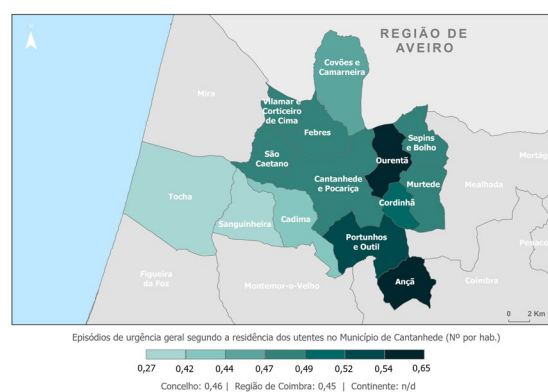 REGIÃO DE
AVEIRO
Covões e
Camarneira
Mira
Vilamar e
Corticeiro
de Cima
Febres
Sepins
e Bolho
Ourentã
Mortág
São
Caetano
Cantanhede
e Pocariça
Murtede
Mealhada
Tocha
Cordinhã
Sanguinheira
Cadima
Portunhos
e Outil
Penaco
Figueira
da Foz
Montemor-o-Velho
Ançã
Coimbra
0 2 Km
Episódios de urgência geral segundo a residência dos utentes no Município de Cantanhede (Nº por hab.)
0,27 0,42 0,44 0,47 0,49 0,52 0,54 0,65
Concelho: 0,46 | Região de Coimbra: 0,45 | Continente: n/d